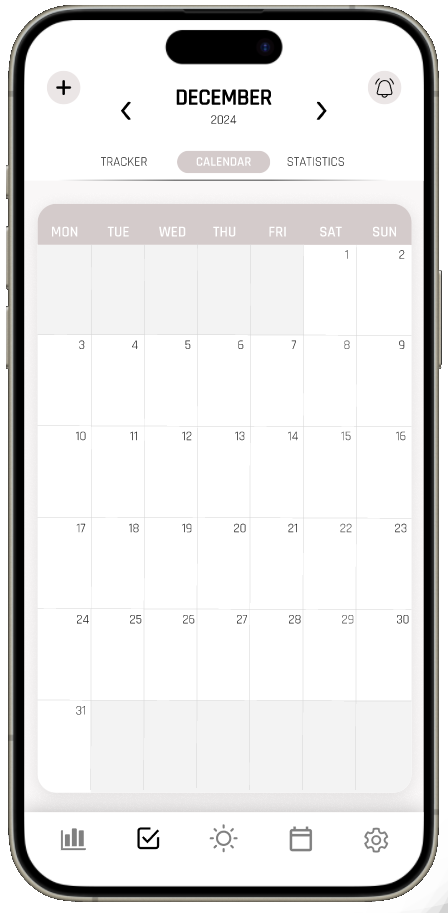 DECEMBER
2024
TRACKER CALENDAR STATISTICS
MON TUE WED THU FRI SAT SUN
1 2
3 4 5 6 7 8 9
10 11 12 13 14 15 16
17 18 19 20 21 22 23
24 25 26 27 28 29 30
31